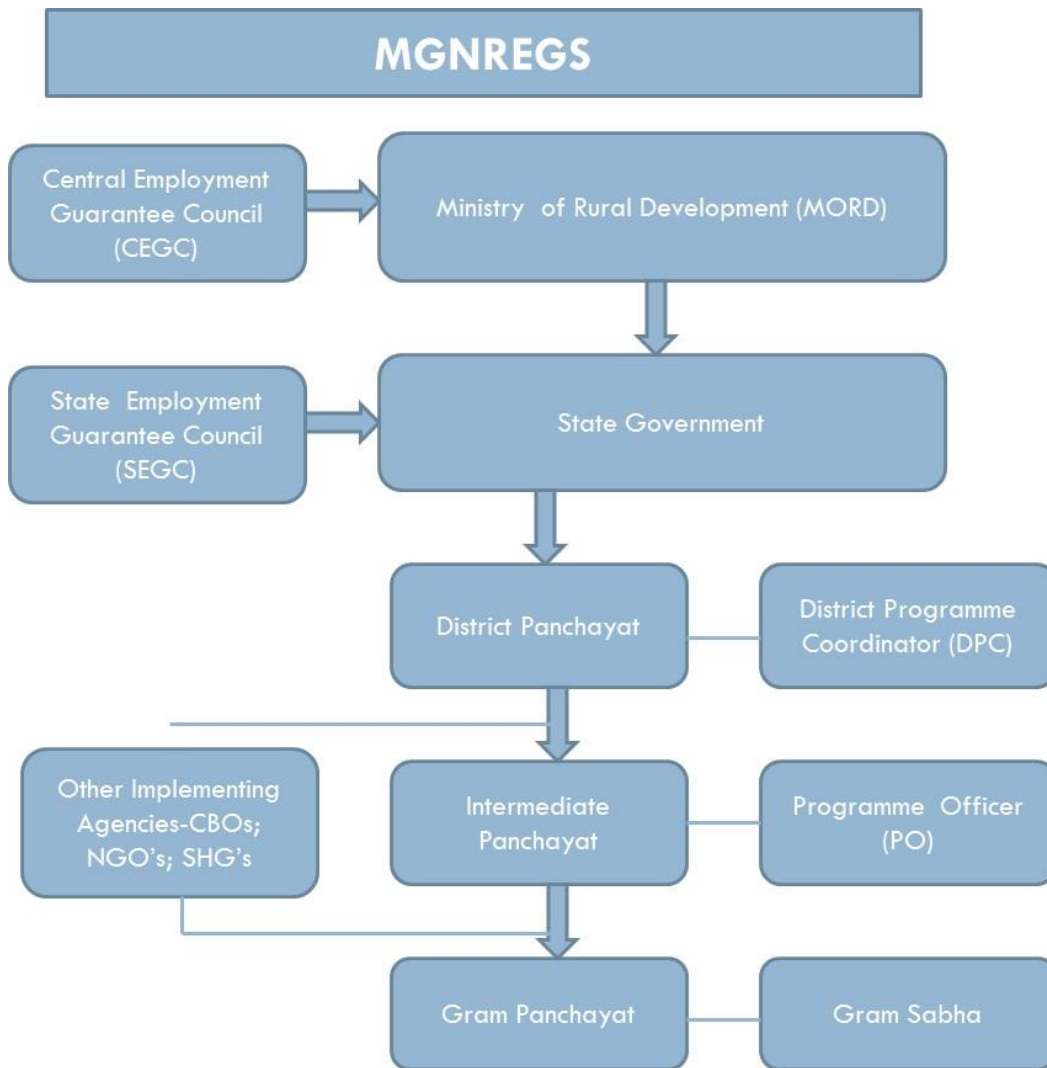 MGNREGS
Central Employment
Guarantee Council
(CEGC)
Ministry of Rural Development (MORD)
State Employment
Guarantee Council
(SEGC)
State Government
District Panchayat
District Programme
Coordinator (DPC)
Other Implementing
Agencies-CBOs;
NGO's; SHG's
Intermediate
Panchayat
Programme Officer
(PO)
Gram Panchayat
Gram Sabha